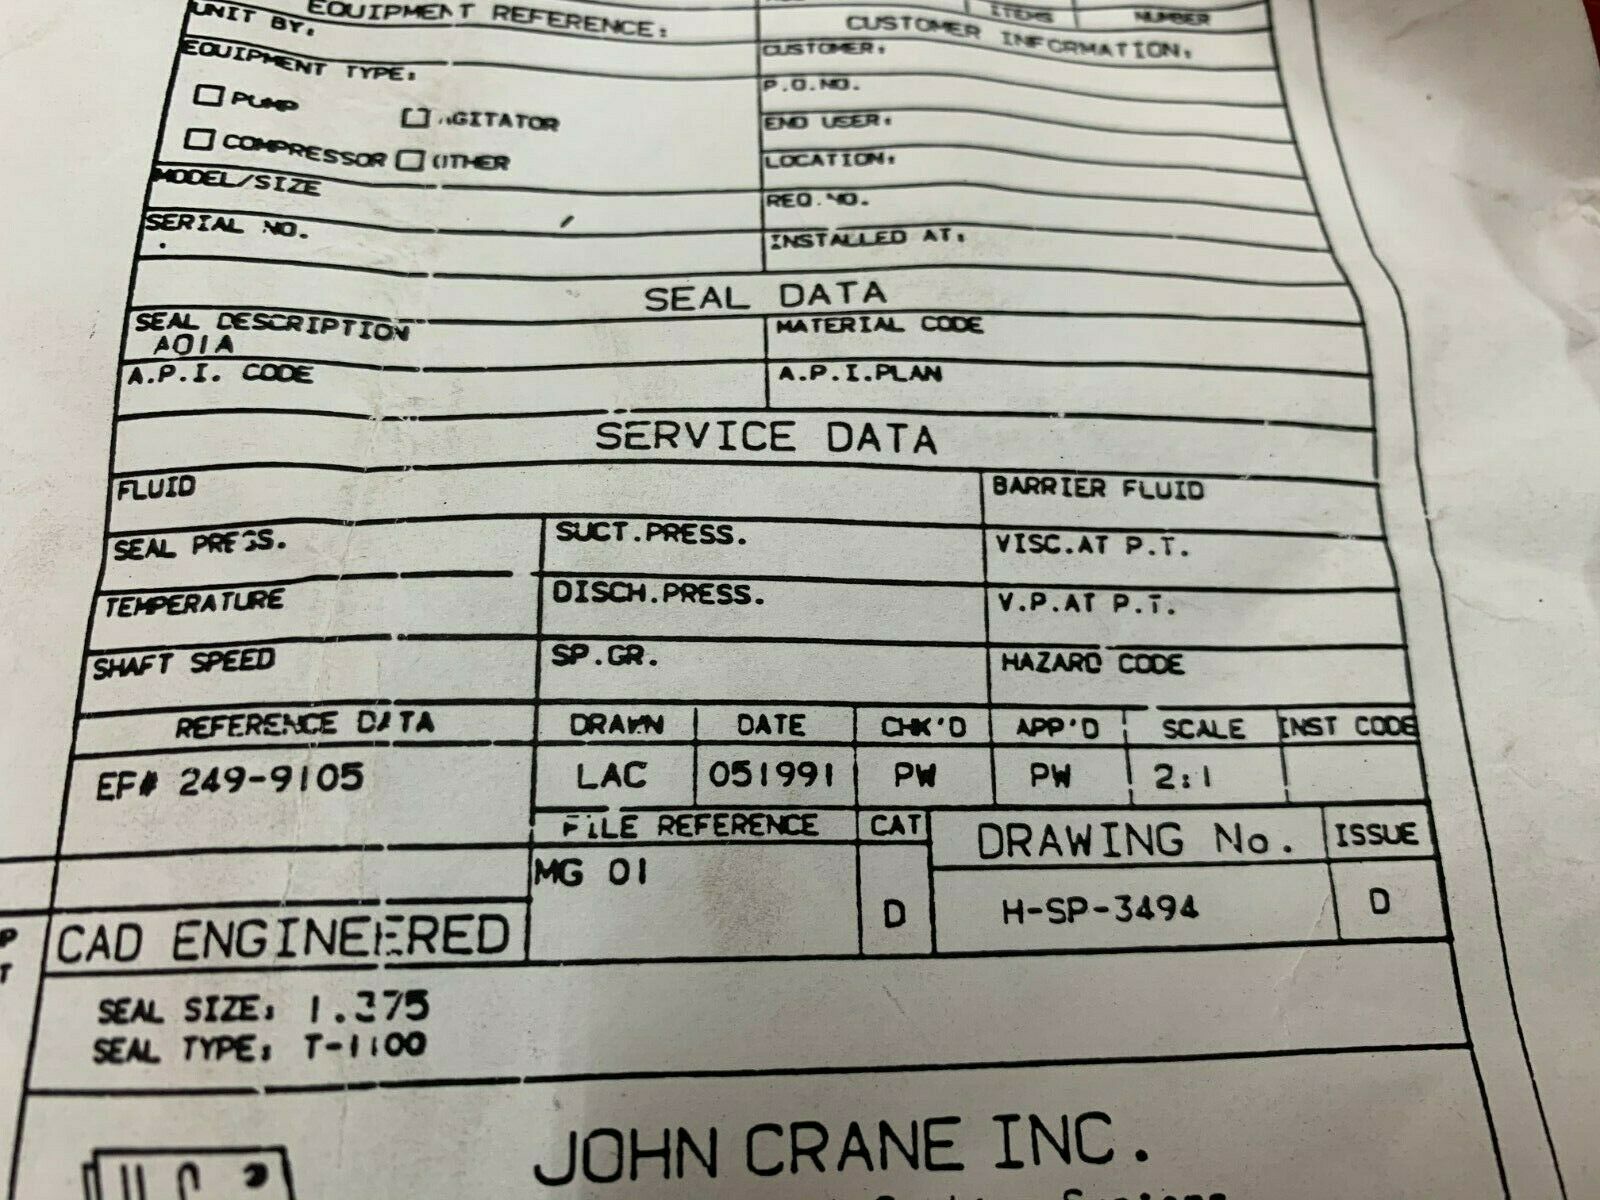 ITEMS NUMBER
EQUIPMENT REFERENCE: CUSTOMER INFORMATION:
UNIT BY: CUSTOMER:
EQUIPMENT TYPE: P.O.NO.
PUMP AGITATOR END USER:
COMPRESSOR OTHER LOCATION:
MODEL/SIZE REQ.NO.
SERIAL NO. INSTALLED AT:
SEAL DATA
SEAL DESCRIPTION MATERIAL CODE
A01A
A.P.I. CODE A.P.I.PLAN
SERVICE DATA
FLUID BARRIER FLUID
SEAL PRESS. SUCT.PRESS. VISC.AT P.T.
TEMPERATURE DISCH.PRESS. V.P.AT P.T.
SHAFT SPEED SP.GR. HAZARD CODE
REFERENCE DATA DRAWN DATE CHK'D APP'D SCALE INST CODE
EF# 249-9105 LAC 051991 PW PW 2:1
FILE REFERENCE CAT DRAWING No. ISSUE
MG 01 D H-SP-3494 D
CAD ENGINEERED
SEAL SIZE: 1.375
SEAL TYPE: T-1100
JOHN CRANE INC.